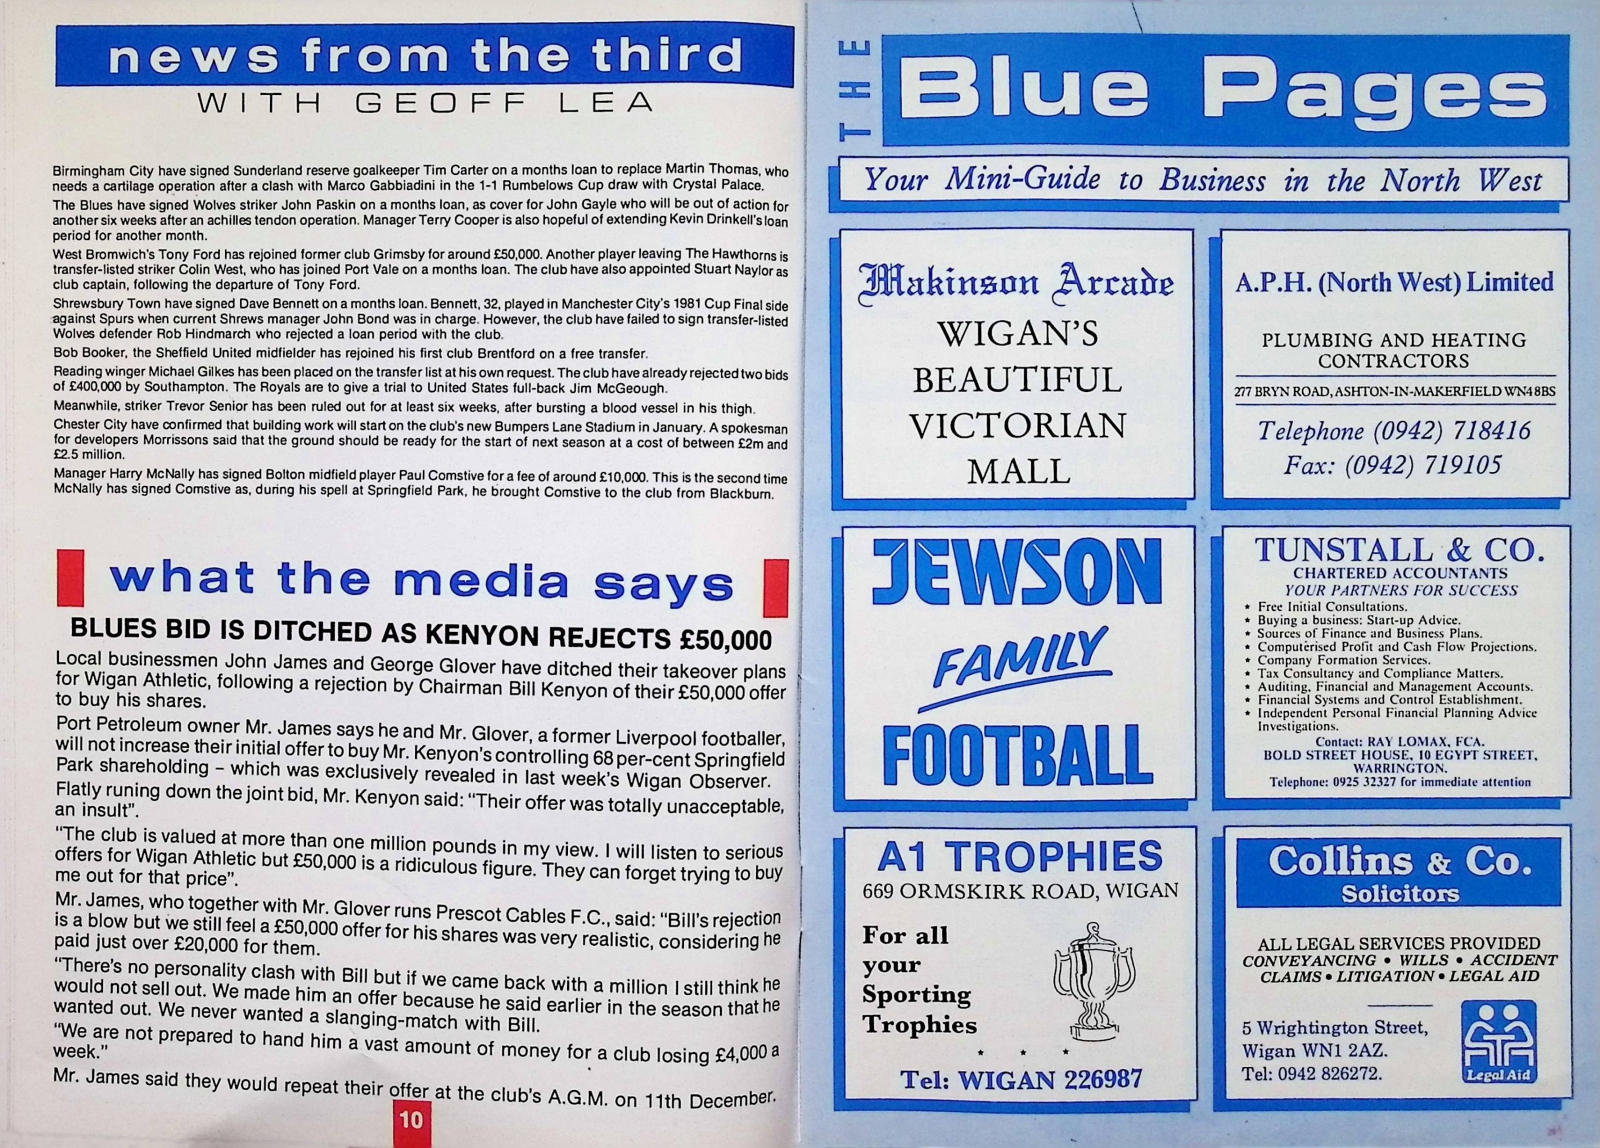 news from the third
WITH GEOFF LEA
Birmingham City have signed Sunderland reserve goalkeeper Tim Carter on a months loan to replace Martin Thomas, who
needs a cartilage operation after a clash with Marco Gabbiadini in the 1-1 Rumbelows Cup draw with Crystal Palace.
The Blues have signed Wolves striker John Paskin on a months loan, as cover for John Gayle who will be out of action for
another six weeks after an achilles tendon operation. Manager Terry Cooper is also hopeful of extending Kevin Drinkell's loan
period for another month.
West Bromwich's Tony Ford has rejoined former club Grimsby for around £50,000. Another player leaving The Hawthorns is
transfer-listed striker Colin West, who has joined Port Vale on a months loan. The club have also appointed Stuart Naylor as
club captain, following the departure of Tony Ford.
Shrewsbury Town have signed Dave Bennett on a months loan. Bennett, 32, played in Manchester City's 1981 Cup Final side
against Spurs when current Shrews manager John Bond was in charge. However, the club have failed to sign transfer-listed
Wolves defender Rob Hindmarch who rejected a loan period with the club.
Bob Booker, the Sheffield United midfielder has rejoined his first club Brentford on a free transfer.
Reading winger Michael Gilkes has been placed on the transfer list at his own request. The club have already rejected two bids
of £400,000 by Southampton. The Royals are to give a trial to United States full-back Jim McGeough.
Meanwhile, striker Trevor Senior has been ruled out for at least six weeks, after bursting a blood vessel in his thigh.
Chester City have confirmed that building work will start on the club's new Bumpers Lane Stadium in January. A spokesman
for developers Morrissons said that the ground should be ready for the start of next season at a cost of between £2m and
£2.5 million.
Manager Harry McNally has signed Bolton midfield player Paul Comstive for a fee of around £10,000. This is the second time
McNally has signed Comstive as, during his spell at Springfield Park, he brought Comstive to the club from Blackburn.
what the media says
BLUES BID IS DITCHED AS KENYON REJECTS £50,000
Local businessmen John James and George Glover have ditched their takeover plans
for Wigan Athletic, following a rejection by Chairman Bill Kenyon of their £50,000 offer
to buy his shares.
Port Petroleum owner Mr. James says he and Mr. Glover, a former Liverpool footballer,
will not increase their initial offer to buy Mr. Kenyon's controlling 68 per-cent Springfield
Park shareholding – which was exclusively revealed in last week's Wigan Observer.
Flatly runing down the joint bid, Mr. Kenyon said: "Their offer was totally unacceptable,
an insult".
"The club is valued at more than one million pounds in my view. I will listen to serious
offers for Wigan Athletic but £50,000 is a ridiculous figure. They can forget trying to buy
me out for that price".
Mr. James, who together with Mr. Glover runs Prescot Cables F.C., said: "Bill's rejection
is a blow but we still feel a £50,000 offer for his shares was very realistic, considering he
paid just over £20,000 for them.
"There's no personality clash with Bill but if we came back with a million I still think he
would not sell out. We made him an offer because he said earlier in the season that he
wanted out. We never wanted a slanging-match with Bill.
"We are not prepared to hand him a vast amount of money for a club losing £4,000 a
week."
Mr. James said they would repeat their offer at the club's A.G.M. on 11th December.
10
THE
Blue Pages
Your Mini-Guide to Business in the North West
Makinson Arcade
WIGAN'S
BEAUTIFUL
VICTORIAN
MALL
A.P.H. (North West) Limited
PLUMBING AND HEATING
CONTRACTORS
277 BRYN ROAD, ASHTON-IN-MAKERFIELD WN4 8BS
Telephone (0942) 718416
Fax: (0942) 719105
JEWSON
FAMILY
FOOTBALL
TUNSTALL & CO.
CHARTERED ACCOUNTANTS
YOUR PARTNERS FOR SUCCESS
* Free Initial Consultations.
* Buying a business: Start-up Advice.
* Sources of Finance and Business Plans.
* Computerised Profit and Cash Flow Projections.
* Company Formation Services.
* Tax Consultancy and Compliance Matters.
* Auditing, Financial and Management Accounts.
* Financial Systems and Control Establishment.
* Independent Personal Financial Planning Advice
Investigations.
Contact: RAY LOMAX, FCA.
BOLD STREET HOUSE, 10 EGYPT STREET,
WARRINGTON.
Telephone: 0925 32327 for immediate attention
A1 TROPHIES
669 ORMSKIRK ROAD, WIGAN
For all
your
Sporting
Trophies
* * *
Tel: WIGAN 226987
Collins & Co.
Solicitors
ALL LEGAL SERVICES PROVIDED
CONVEYANCING • WILLS • ACCIDENT
CLAIMS • LITIGATION • LEGAL AID
5 Wrightington Street,
Wigan WN1 2AZ.
Tel: 0942 826272.
Legal Aid